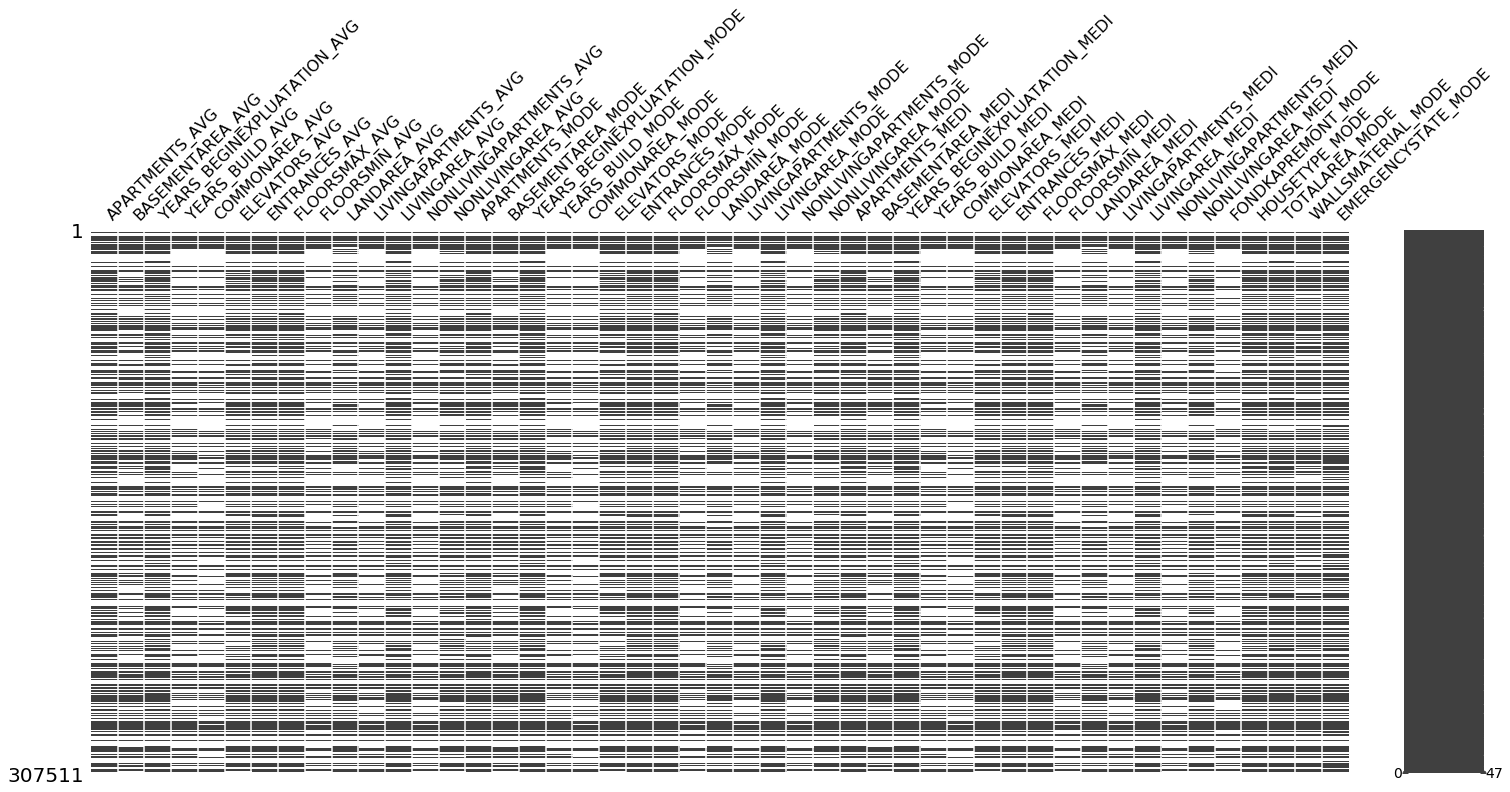 APARTMENTS_AVG
BASEMENTAREA_AVG
YEARS_BEGINEXPLUATATION_AVG
YEARS_BUILD_AVG
COMMONAREA_AVG
ELEVATORS_AVG
ENTRANCES_AVG
FLOORSMAX_AVG
FLOORSMIN_AVG
LANDAREA_AVG
LIVINGAPARTMENTS_AVG
LIVINGAREA_AVG
NONLIVINGAPARTMENTS_AVG
NONLIVINGAREA_AVG
APARTMENTS_MODE
BASEMENTAREA_MODE
YEARS_BEGINEXPLUATATION_MODE
YEARS_BUILD_MODE
COMMONAREA_MODE
ELEVATORS_MODE
ENTRANCES_MODE
FLOORSMAX_MODE
FLOORSMIN_MODE
LANDAREA_MODE
LIVINGAPARTMENTS_MODE
LIVINGAREA_MODE
NONLIVINGAPARTMENTS_MODE
NONLIVINGAREA_MODE
APARTMENTS_MEDI
BASEMENTAREA_MEDI
YEARS_BEGINEXPLUATATION_MEDI
YEARS_BUILD_MEDI
COMMONAREA_MEDI
ELEVATORS_MEDI
ENTRANCES_MEDI
FLOORSMAX_MEDI
FLOORSMIN_MEDI
LANDAREA_MEDI
LIVINGAPARTMENTS_MEDI
LIVINGAREA_MEDI
NONLIVINGAPARTMENTS_MEDI
NONLIVINGAREA_MEDI
FONDKAPREMONT_MODE
HOUSETYPE_MODE
TOTALAREA_MODE
WALLSMATERIAL_MODE
EMERGENCYSTATE_MODE
1
307511
0
47